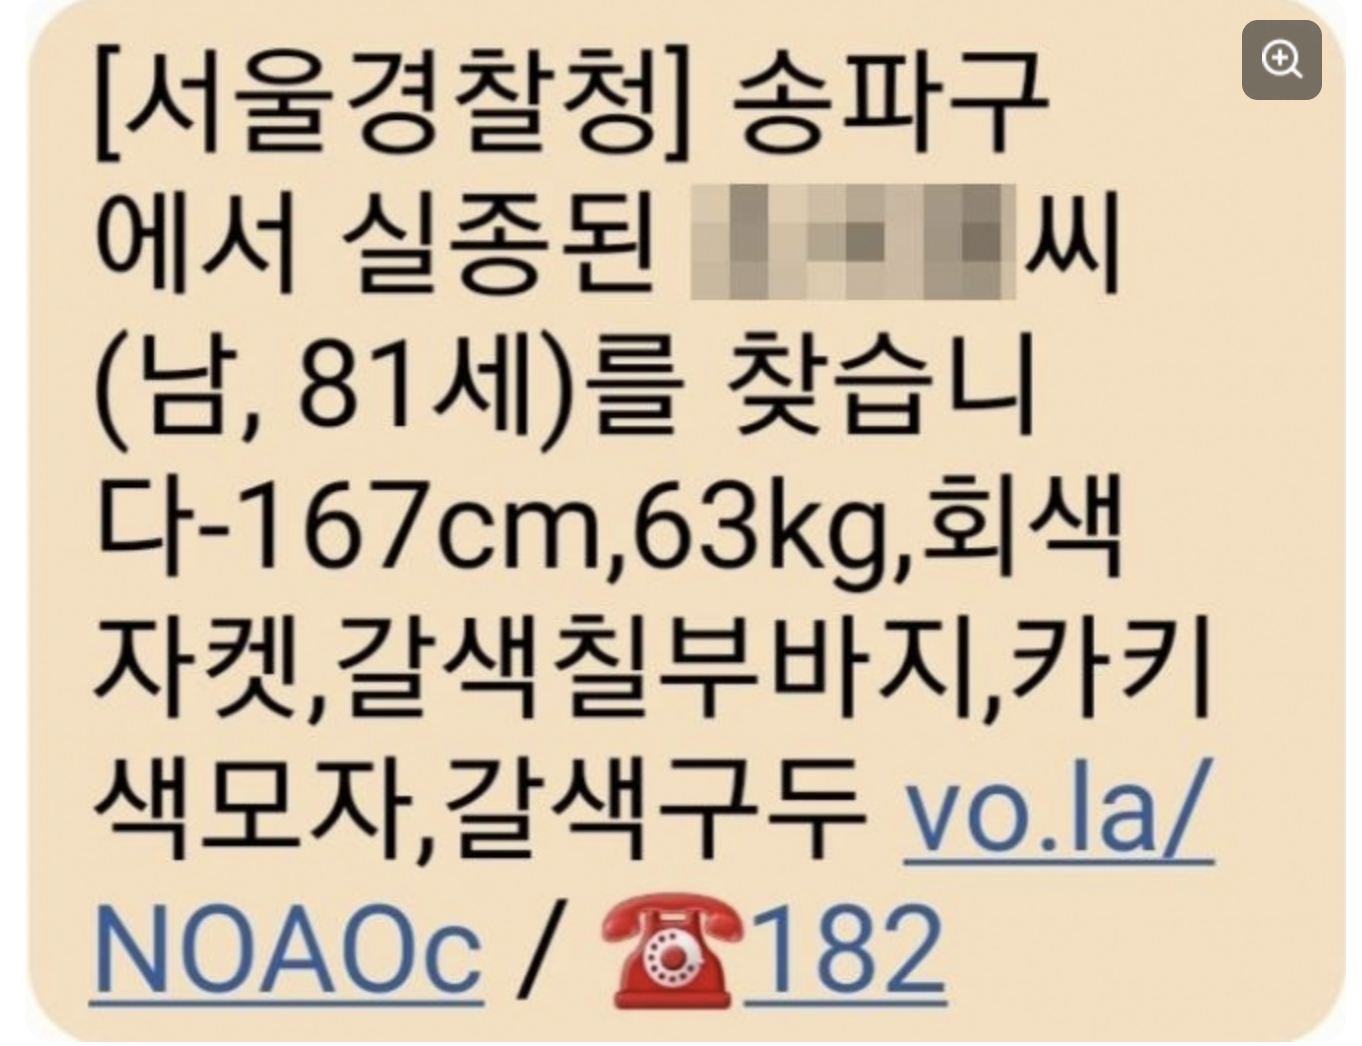 [서울경찰청] 송파구
에서 실종된 씨
(남, 81세)를 찾습니
다-167cm,63kg,회색
자켓,갈색칠부바지,카키
색모자,갈색구두 vo.la/
NOAOc / ☎182